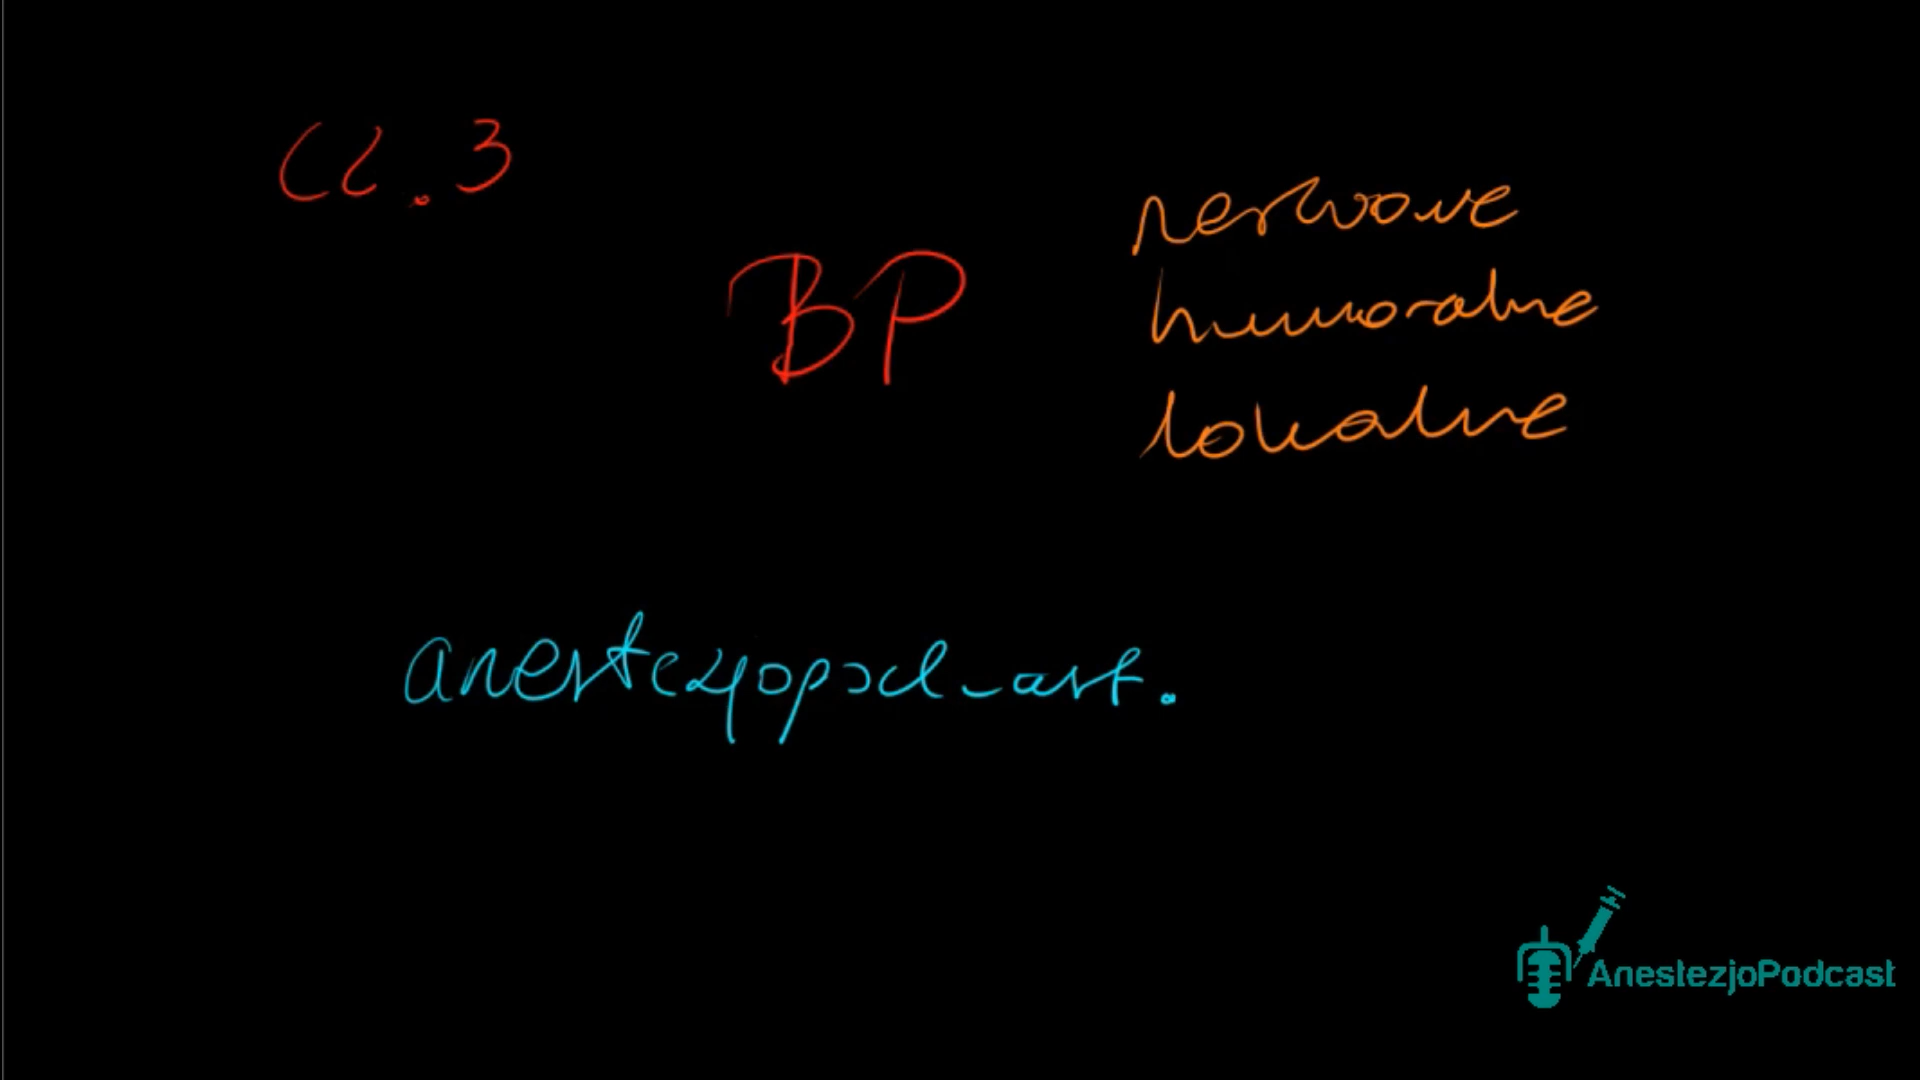 Cz. 3
BP
nerwowe
humoralne
lokalne
anestezjopodcast.
AnestezjoPodcast